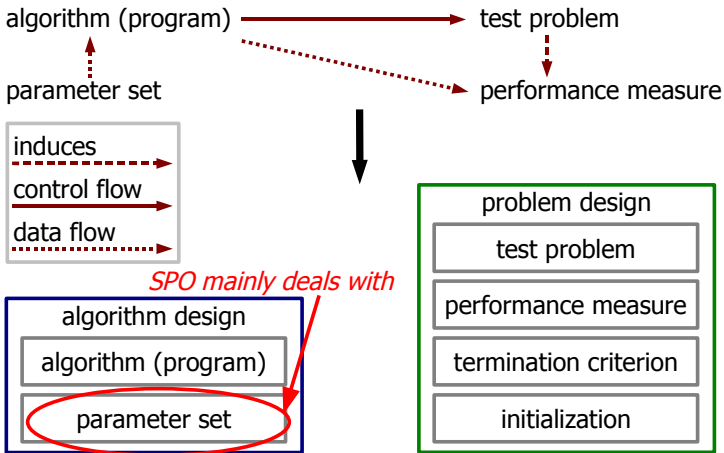 algorithm (program)
test problem
parameter set
performance measure
induces
control flow
data flow
SPO mainly deals with
algorithm design
algorithm (program)
parameter set
problem design
test problem
performance measure
termination criterion
initialization